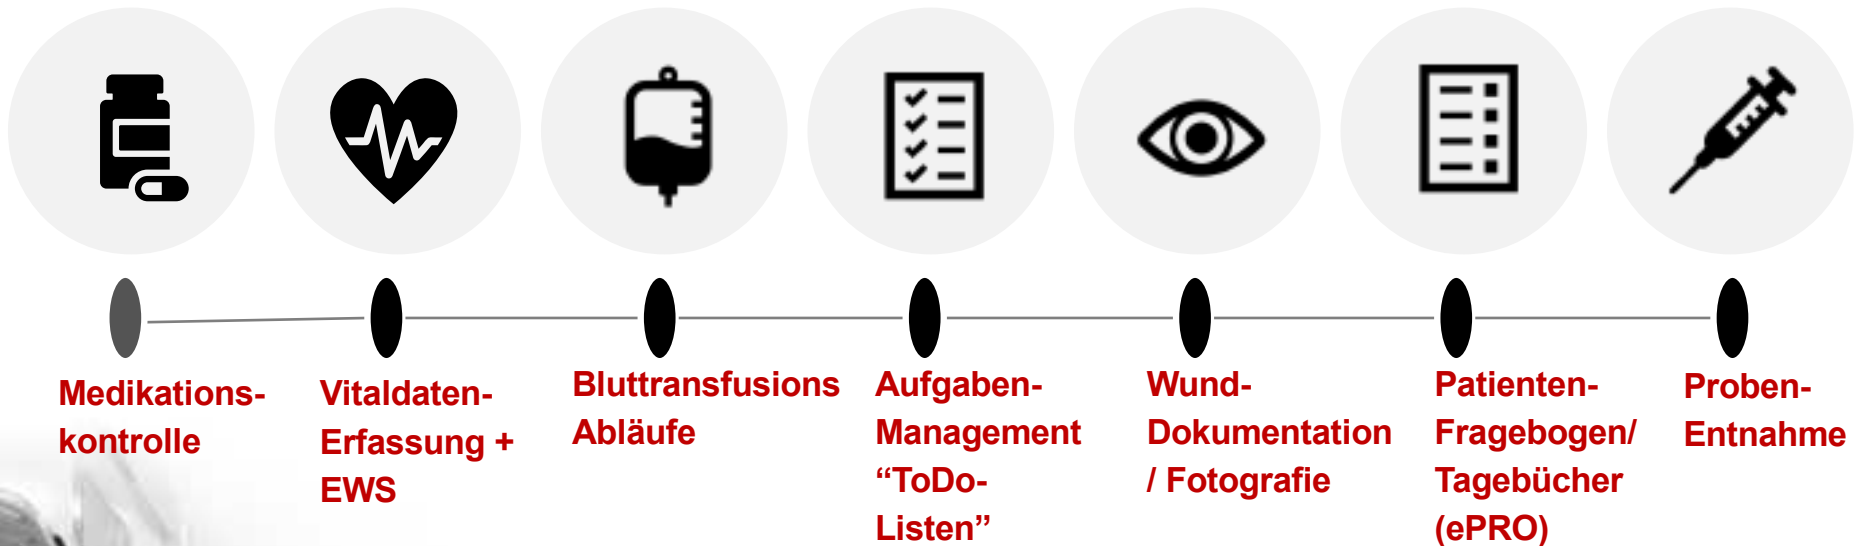 Medikations-
kontrolle
Vitaldaten-
Erfassung +
EWS
Bluttransfusions
Abläufe
Aufgaben-
Management
“ToDo-
Listen”
Wund-
Dokumentation
/ Fotografie
Patienten-
Fragebogen/
Tagebücher
(ePRO)
Proben-
Entnahme